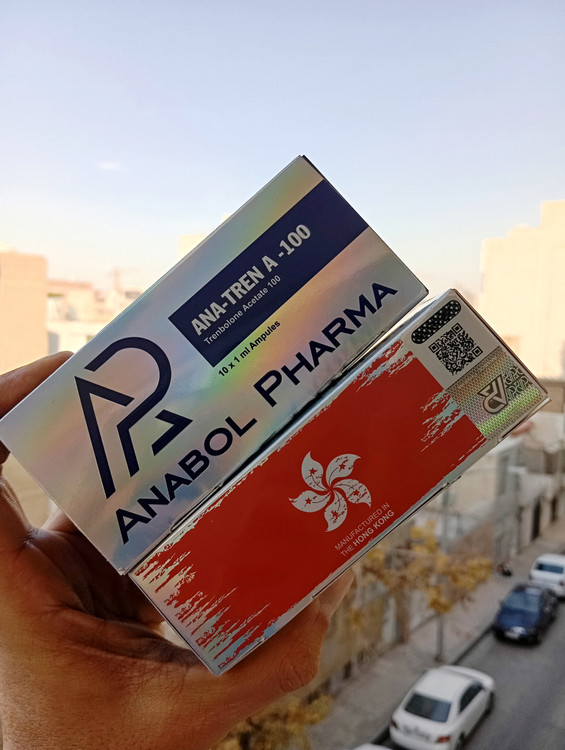 ANA-TREN A -100
Trenbolone Acetate 100
10 x 1 ml Ampules
AP
ANABOL PHARMA
MANUFACTURED IN
THE HONG KONG